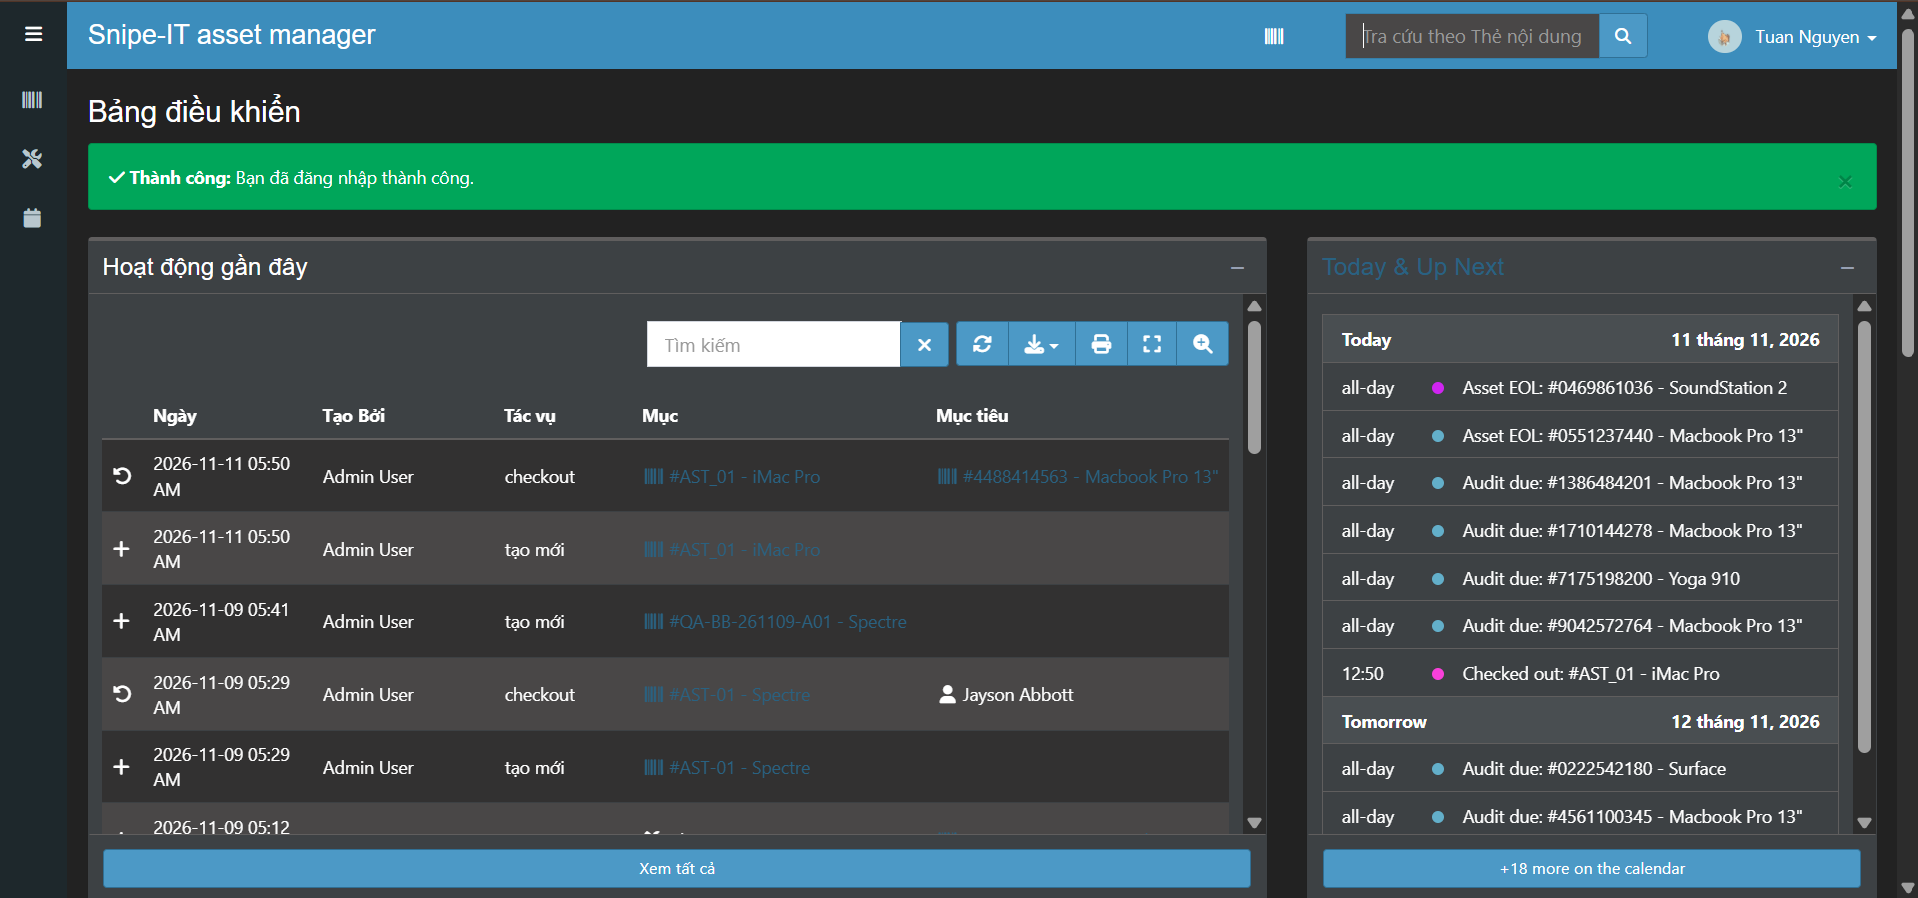 Snipe-IT asset manager
Tra cứu theo Thẻ nội dung
Tuan Nguyen
Bảng điều khiển
Thành công: Bạn đã đăng nhập thành công.
×
Hoạt động gần đây
Tìm kiếm
Ngày Tạo Bởi Tác vụ Mục Mục tiêu
2026-11-11 05:50
AM
Admin User checkout #AST_01 - iMac Pro #4488414563 - Macbook Pro 13"
2026-11-11 05:50
AM
Admin User tạo mới #AST_01 - iMac Pro
2026-11-09 05:41
AM
Admin User tạo mới #QA-BB-261109-A01 - Spectre
2026-11-09 05:29
AM
Admin User checkout #AST-01 - Spectre Jayson Abbott
2026-11-09 05:29
AM
Admin User tạo mới #AST-01 - Spectre
2026-11-09 05:12
Xem tất cả
Today & Up Next
Today 11 tháng 11, 2026
all-day Asset EOL: #0469861036 - SoundStation 2
all-day Asset EOL: #0551237440 - Macbook Pro 13"
all-day Audit due: #1386484201 - Macbook Pro 13"
all-day Audit due: #1710144278 - Macbook Pro 13"
all-day Audit due: #7175198200 - Yoga 910
all-day Audit due: #9042572764 - Macbook Pro 13"
12:50 Checked out: #AST_01 - iMac Pro
Tomorrow 12 tháng 11, 2026
all-day Audit due: #0222542180 - Surface
all-day Audit due: #4561100345 - Macbook Pro 13"
+18 more on the calendar